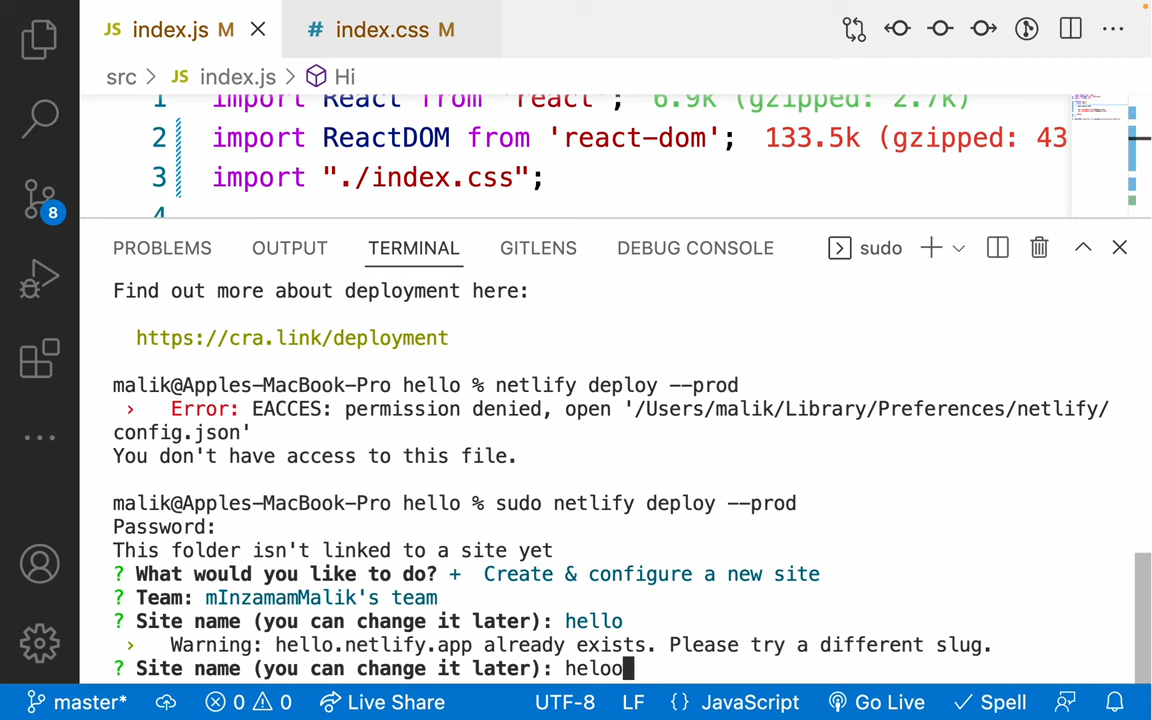 JS index.js M
# index.css M
src > JS index.js > Hi
1 import React from 'react'; 6.9k (gzipped: 2.7k)
2 import ReactDOM from 'react-dom'; 133.5k (gzipped: 43
3 import "./index.css";
4
8
PROBLEMS OUTPUT TERMINAL GITLENS DEBUG CONSOLE sudo
Find out more about deployment here:
https://cra.link/deployment
malik@Apples-MacBook-Pro hello % netlify deploy --prod
› Error: EACCES: permission denied, open '/Users/malik/Library/Preferences/netlify/
config.json'
You don't have access to this file.
malik@Apples-MacBook-Pro hello % sudo netlify deploy --prod
Password:
This folder isn't linked to a site yet
? What would you like to do? + Create & configure a new site
? Team: mInzamamMalik's team
? Site name (you can change it later): hello
› Warning: hello.netlify.app already exists. Please try a different slug.
? Site name (you can change it later): heloo
master* 0 0 Live Share UTF-8 LF {} JavaScript Go Live Spell